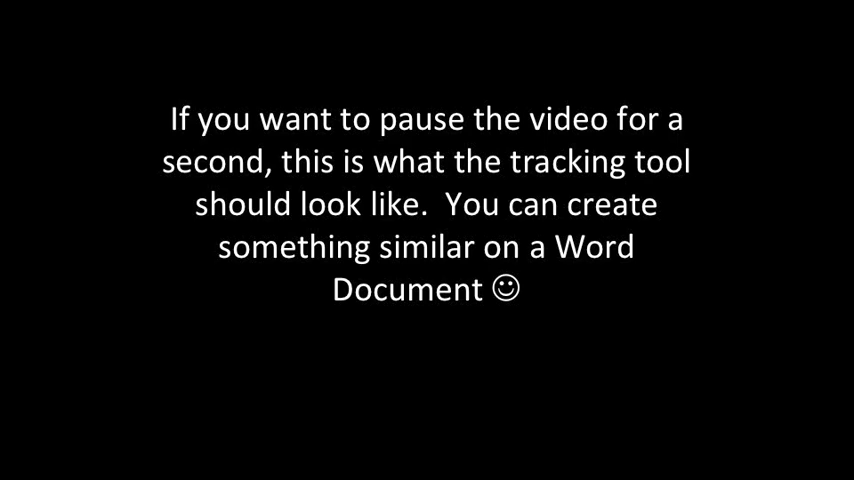 If you want to pause the video for a
second, this is what the tracking tool
should look like.  You can create
something similar on a Word
Document ☺